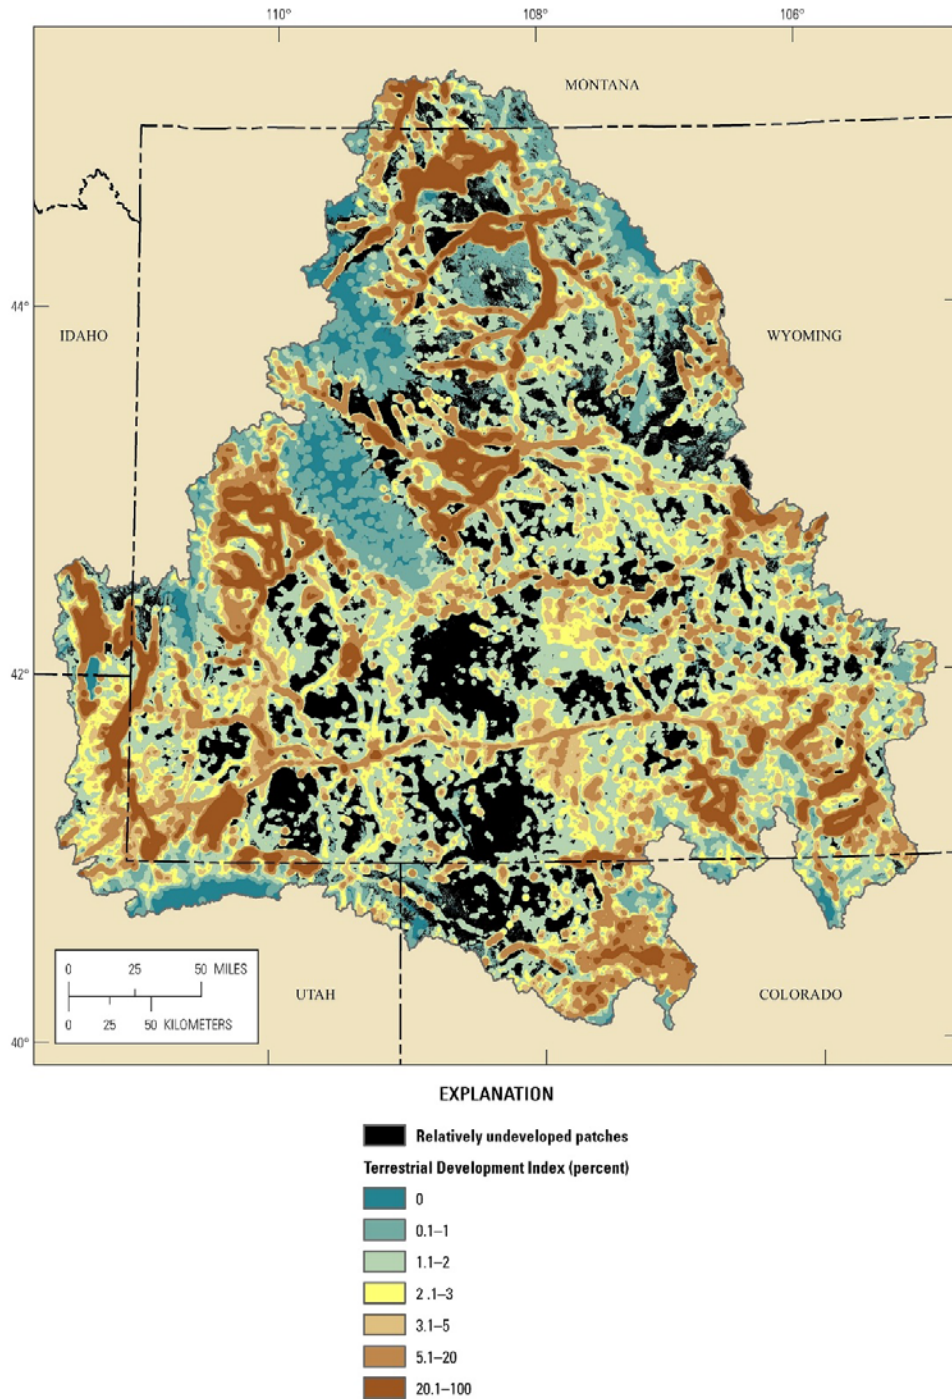 110° 108° 106°
MONTANA
44°
IDAHO WYOMING
42°
0 25 50 MILES
0 25 50 KILOMETERS
UTAH COLORADO
40°
EXPLANATION
Relatively undeveloped patches
Terrestrial Development Index (percent)
0
0.1–1
1.1–2
2 .1–3
3.1–5
5.1–20
20.1–100